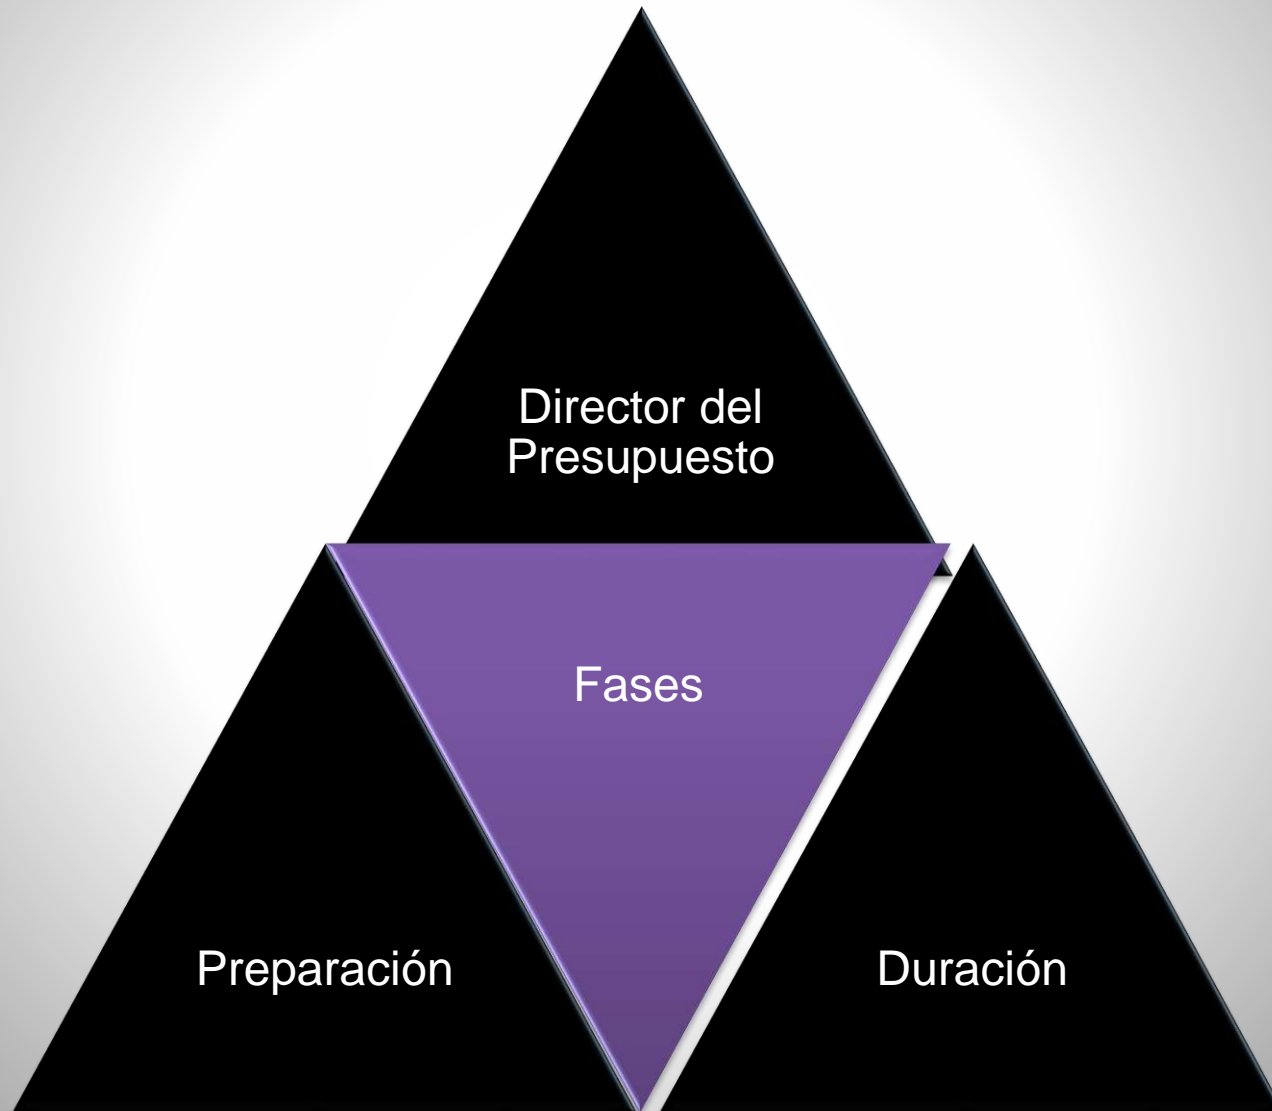 Director del
Presupuesto
Fases
Preparación
Duración